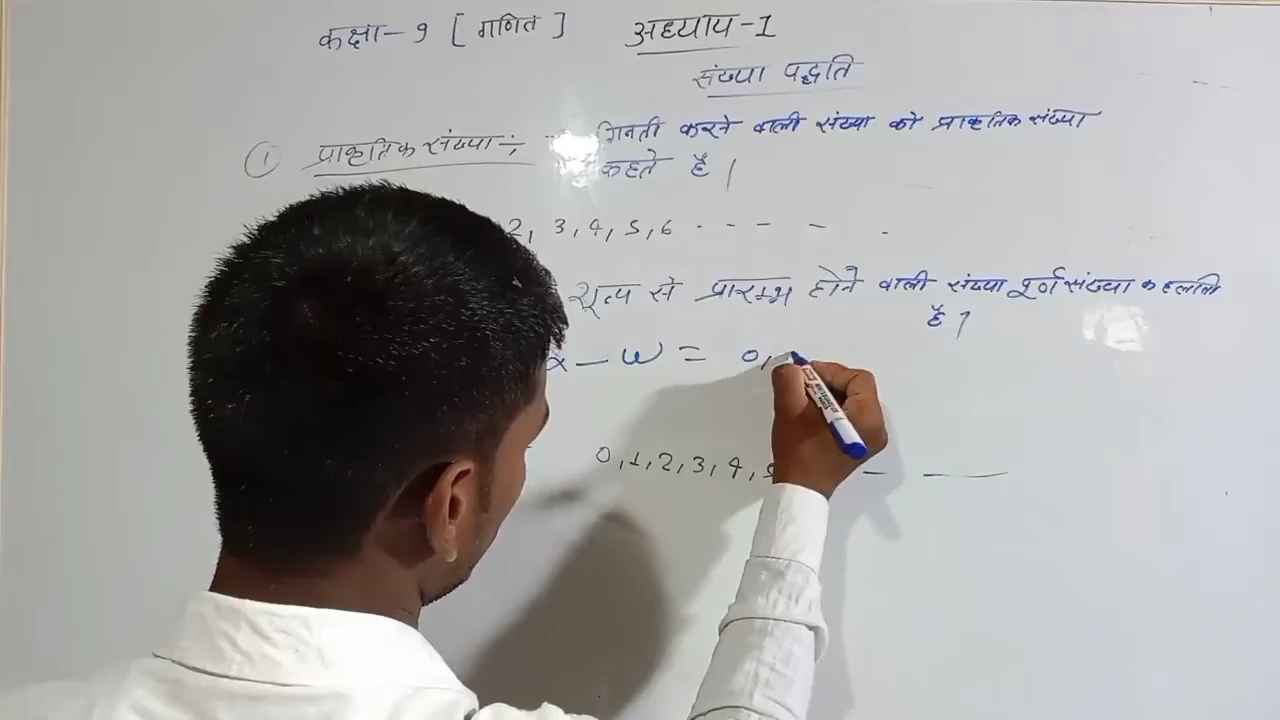 कक्षा - 9 [ गणित ] अध्याय - 1
संख्या पद्धति
① प्राकृतिक संख्या ÷ - गिनती करने वाली संख्या को प्राकृतिक संख्या
कहते है।
2, 3, 4, 5, 6 - - - - -
शून्य से प्रारम्भ होने वाली संख्या पूर्ण संख्या कहलाती
है।
- W = 0,
0, 1, 2, 3, 4, 5 — —